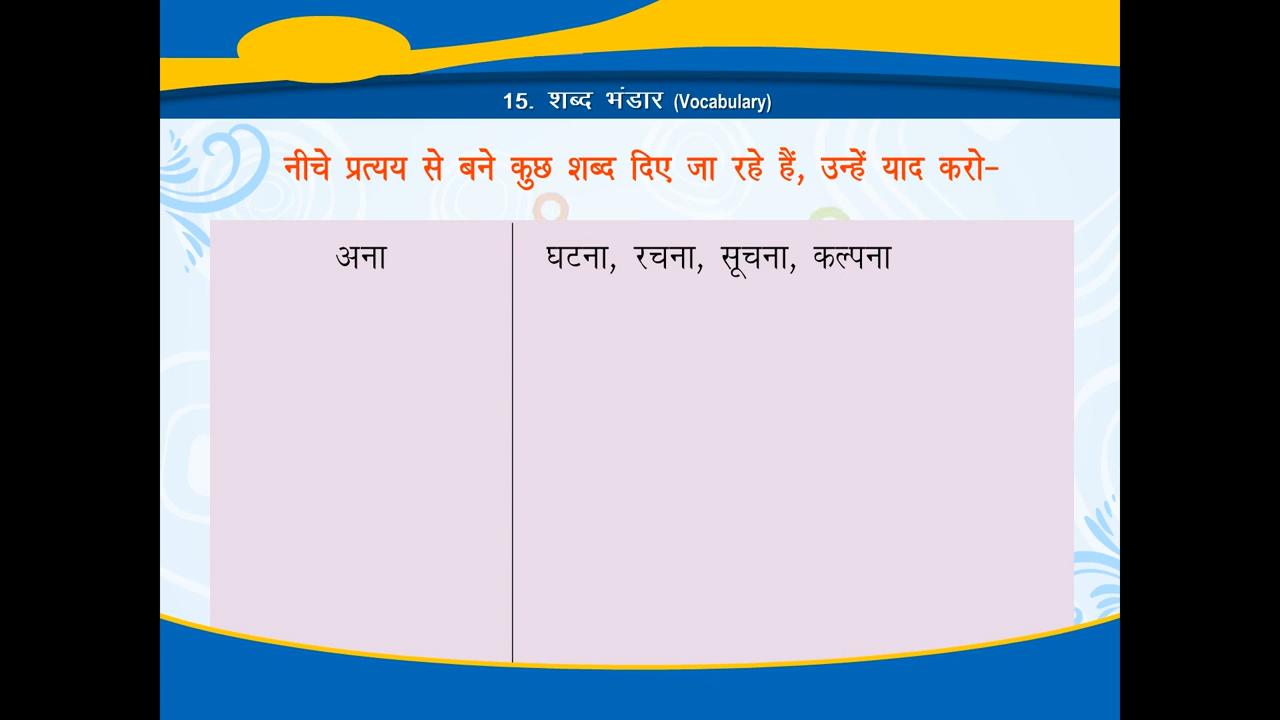 15. शब्द भंडार (Vocabulary)
नीचे प्रत्यय से बने कुछ शब्द दिए जा रहे हैं, उन्हें याद करो-
अना घटना, रचना, सूचना, कल्पना